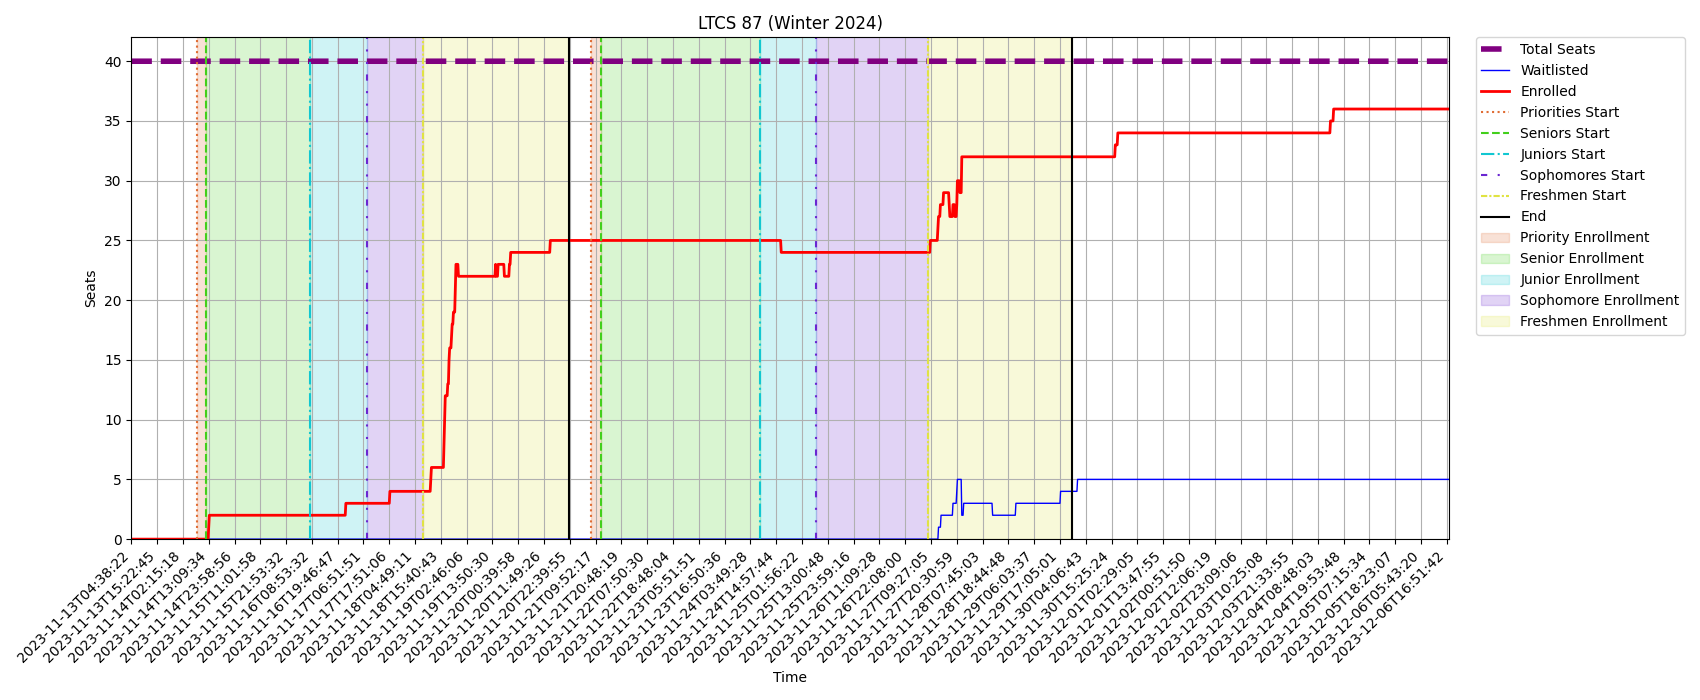 LTCS 87 (Winter 2024)
40
35
30
25
20
15
10
5
0
Seats
2023-11-13T04:38:22
2023-11-13T15:22:45
2023-11-14T02:15:18
2023-11-14T13:09:34
2023-11-14T23:58:56
2023-11-15T11:01:58
2023-11-15T21:53:32
2023-11-16T08:53:32
2023-11-16T19:46:47
2023-11-17T06:51:51
2023-11-17T17:51:06
2023-11-18T04:49:11
2023-11-18T15:40:43
2023-11-19T02:46:06
2023-11-19T13:50:30
2023-11-20T00:39:58
2023-11-20T11:49:26
2023-11-20T22:39:55
2023-11-21T09:52:17
2023-11-21T20:48:19
2023-11-22T07:50:30
2023-11-22T18:48:04
2023-11-23T05:51:51
2023-11-23T16:50:36
2023-11-24T03:49:28
2023-11-24T14:57:44
2023-11-25T01:56:22
2023-11-25T13:00:48
2023-11-25T23:59:16
2023-11-26T11:09:28
2023-11-26T22:08:00
2023-11-27T09:27:05
2023-11-27T20:30:59
2023-11-28T07:45:03
2023-11-28T18:44:48
2023-11-29T06:03:37
2023-11-29T17:05:01
2023-11-30T04:06:43
2023-11-30T15:25:24
2023-12-01T02:29:05
2023-12-01T13:47:55
2023-12-02T00:51:50
2023-12-02T12:06:19
2023-12-02T23:09:06
2023-12-03T10:25:08
2023-12-03T21:33:55
2023-12-04T08:48:03
2023-12-04T19:53:48
2023-12-05T07:15:34
2023-12-05T18:23:07
2023-12-06T05:43:20
2023-12-06T16:51:42
Time
Total Seats
Waitlisted
Enrolled
Priorities Start
Seniors Start
Juniors Start
Sophomores Start
Freshmen Start
End
Priority Enrollment
Senior Enrollment
Junior Enrollment
Sophomore Enrollment
Freshmen Enrollment